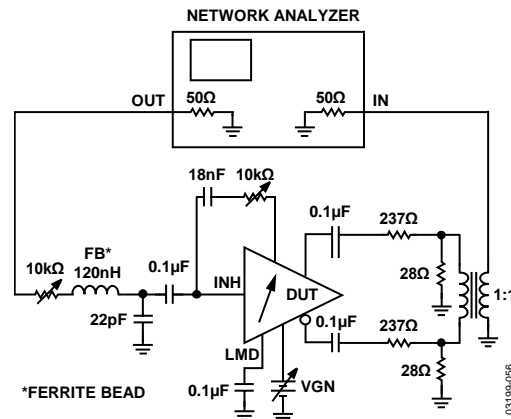 NETWORK ANALYZER
OUT
50Ω
50Ω
IN
18nF
10kΩ
0.1µF
237Ω
FB*
120nH
10kΩ
0.1µF
INH
DUT
28Ω
1:1
22pF
0.1µF
237Ω
LMD
28Ω
*FERRITE BEAD
0.1µF
VGN
03199-056